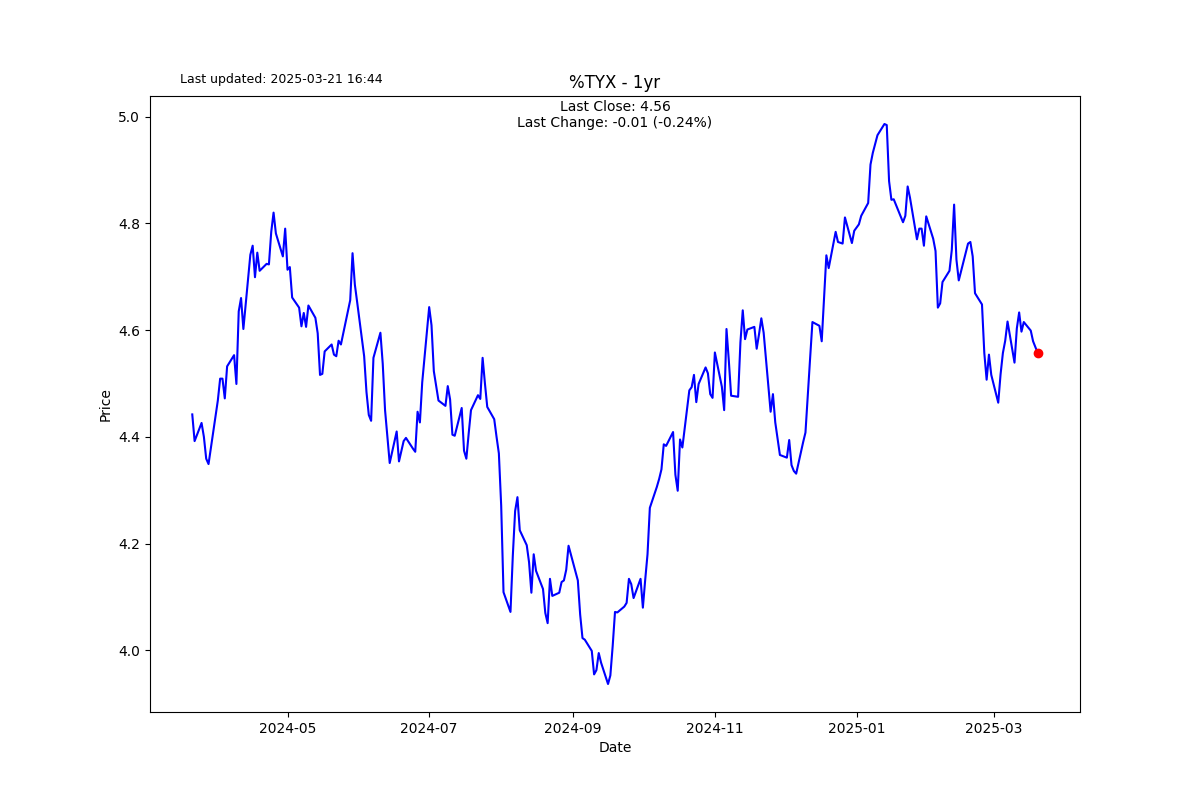 Last updated: 2025-03-21 16:44
%TYX - 1yr
Last Close: 4.56
Last Change: -0.01 (-0.24%)
5.0
4.8
4.6
4.4
4.2
4.0
Price
2024-05
2024-07
2024-09
2024-11
2025-01
2025-03
Date